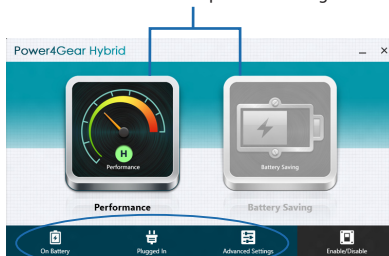 Power4Gear Hybrid
H
Performance
Battery Saving
Performance
Battery Saving
On Battery
Plugged In
Advanced Settings
Enable/Disable